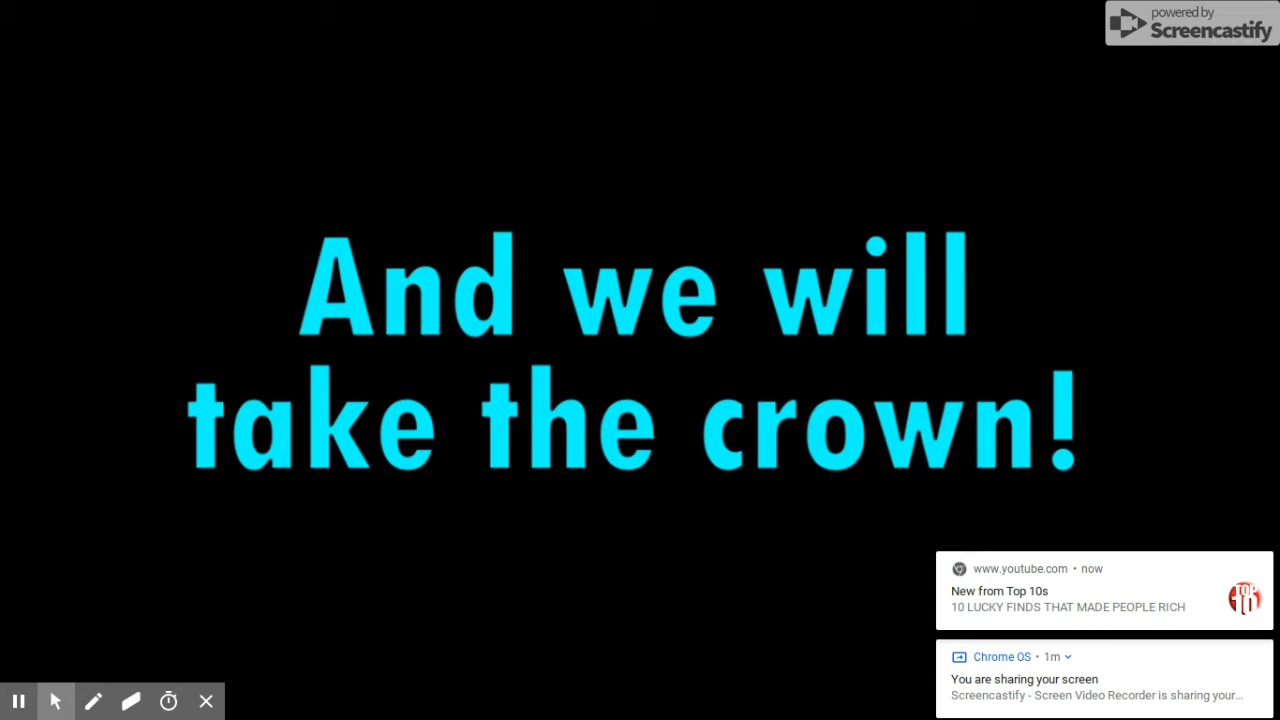 powered by
Screencastify
And we will
take the crown!
www.youtube.com • now
New from Top 10s
10 LUCKY FINDS THAT MADE PEOPLE RICH
TOP
10
Chrome OS • 1m
You are sharing your screen
Screencastify - Screen Video Recorder is sharing your...